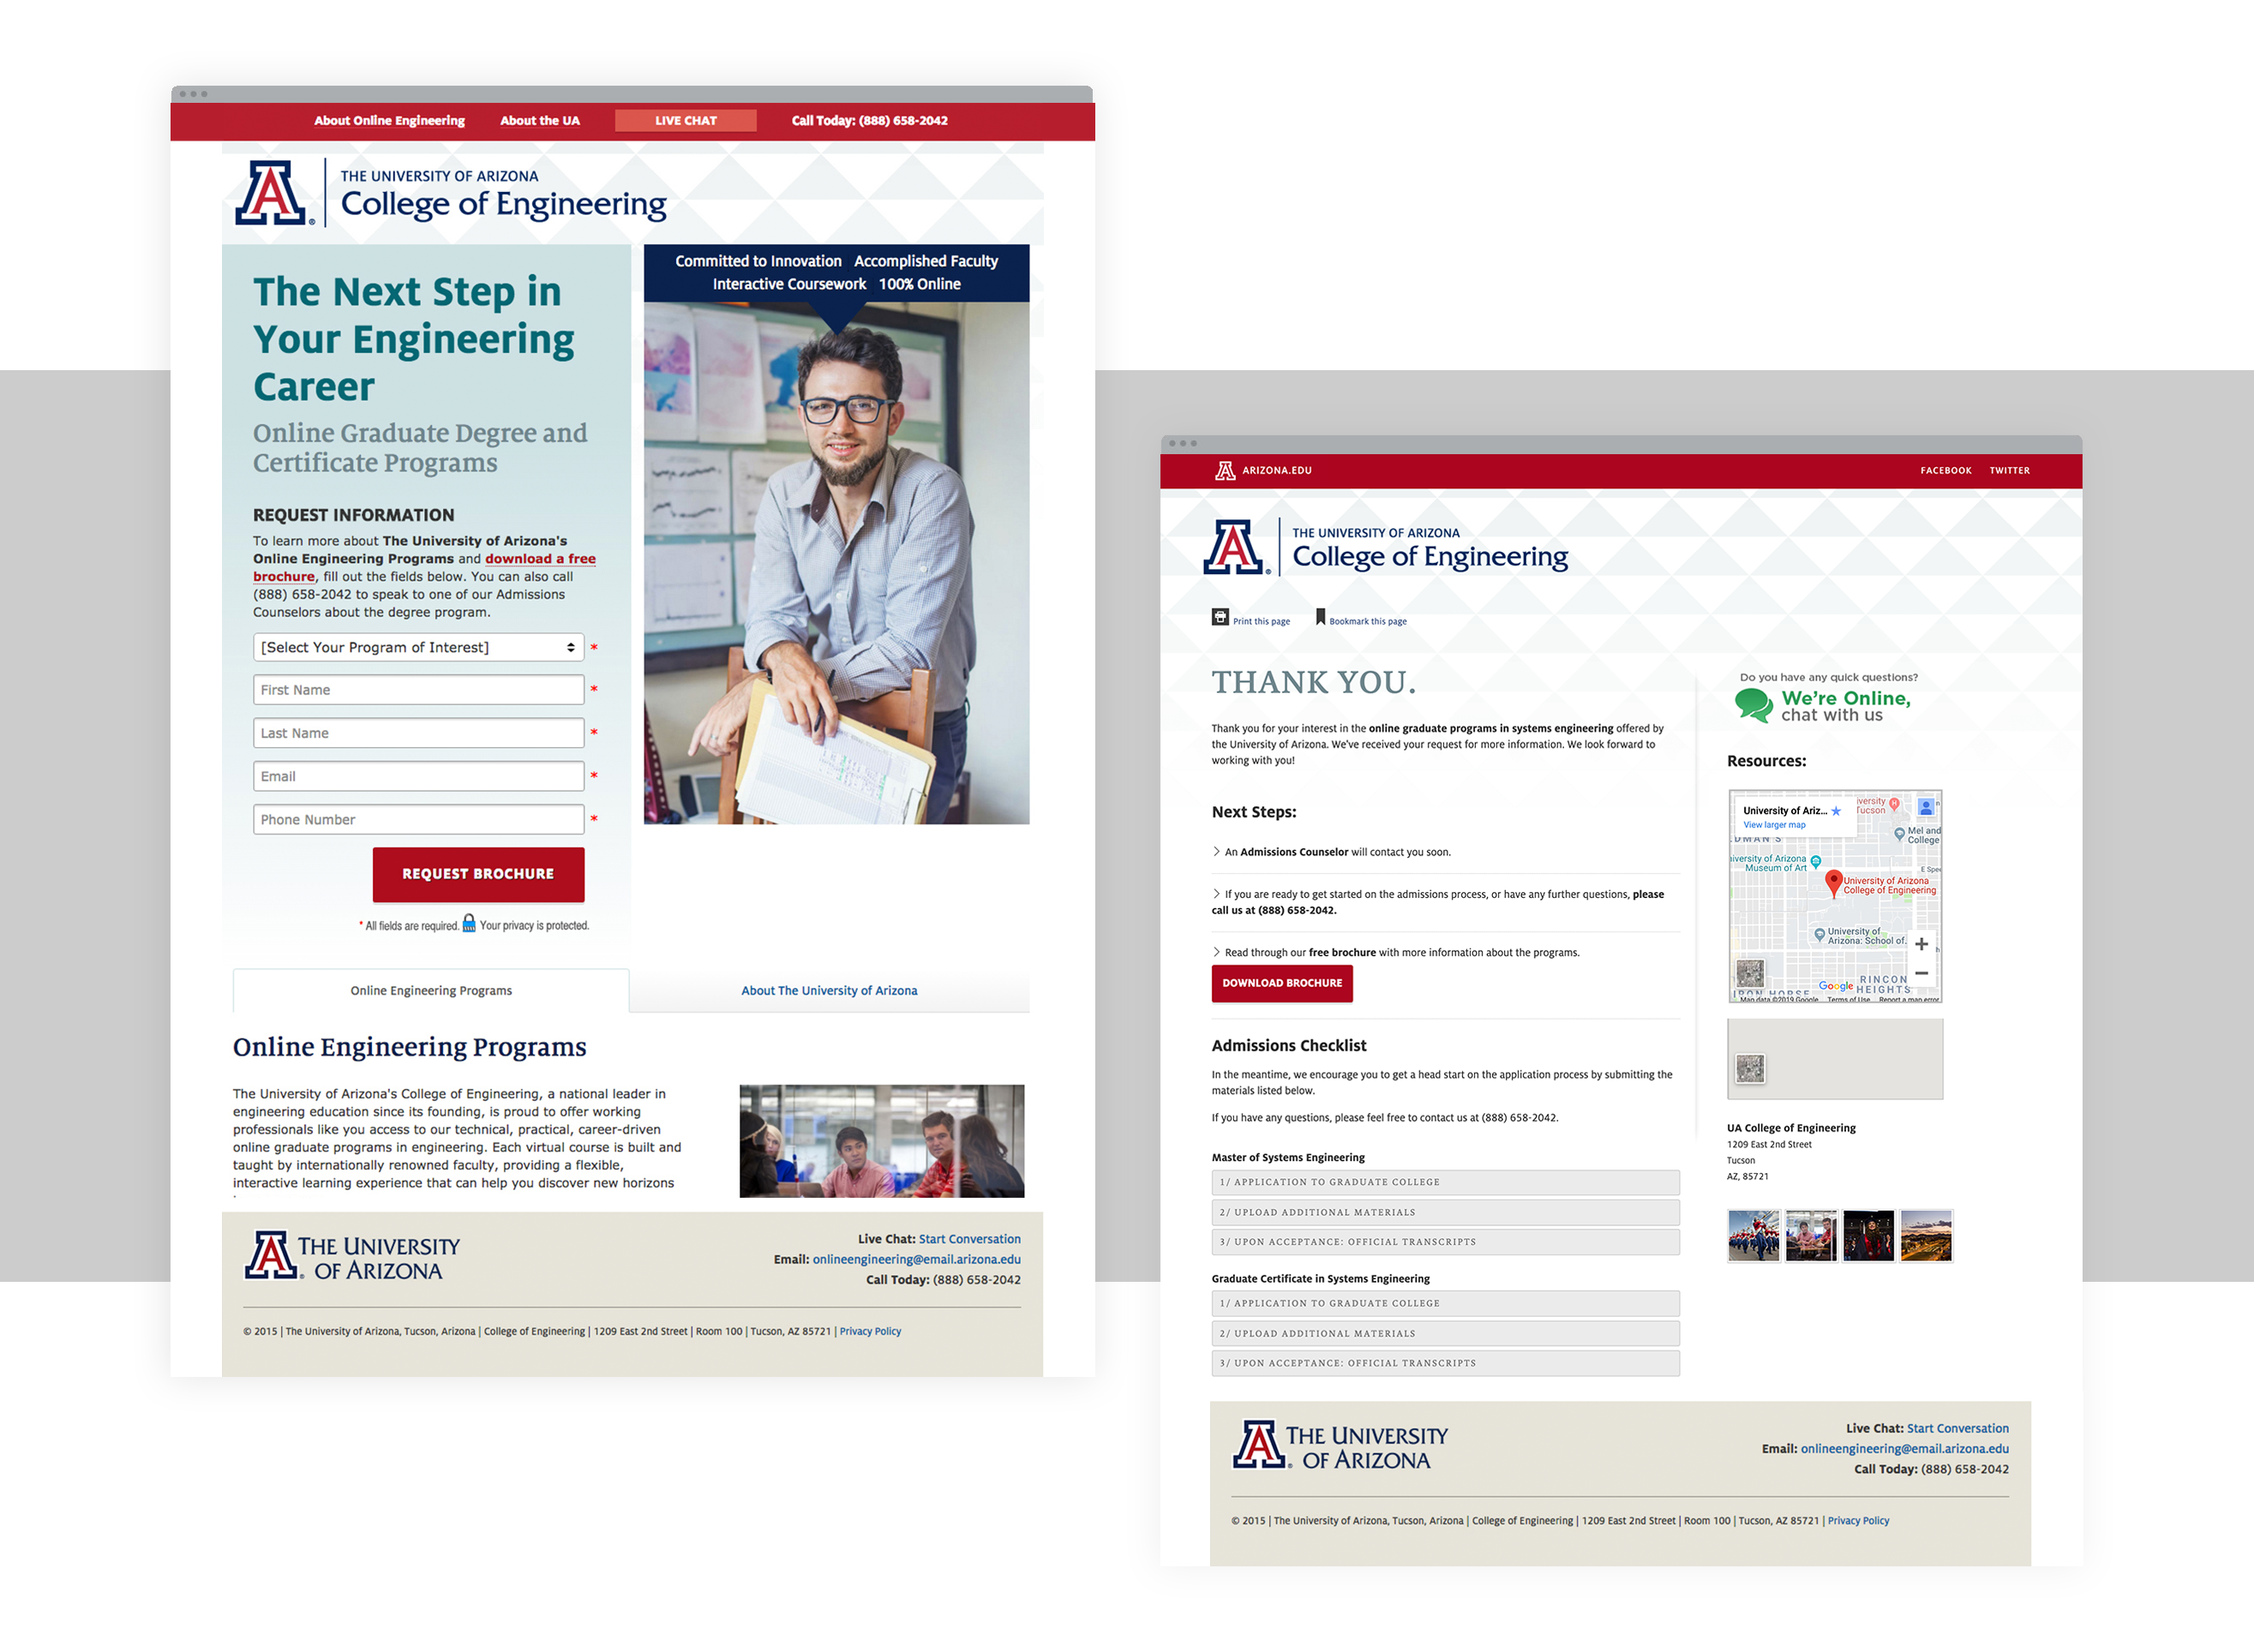 About Online Engineering
About the UA
LIVE CHAT
Call Today: (888) 658-2042
A
THE UNIVERSITY OF ARIZONA
College of Engineering
The Next Step in
Your Engineering
Career
Online Graduate Degree and
Certificate Programs
REQUEST INFORMATION
To learn more about The University of Arizona's
Online Engineering Programs and download a free
brochure, fill out the fields below. You can also call
(888) 658-2042 to speak to one of our Admissions
Counselors about the degree program.
[Select Your Program of Interest] *
First Name *
Last Name *
Email *
Phone Number *
REQUEST BROCHURE
* All fields are required. Your privacy is protected.
Committed to Innovation Accomplished Faculty
Interactive Coursework 100% Online
Online Engineering Programs
About The University of Arizona
Online Engineering Programs
The University of Arizona's College of Engineering, a national leader in
engineering education since its founding, is proud to offer working
professionals like you access to our technical, practical, career-driven
online graduate programs in engineering. Each virtual course is built and
taught by internationally renowned faculty, providing a flexible,
interactive learning experience that can help you discover new horizons
A
THE UNIVERSITY
OF ARIZONA
Live Chat: Start Conversation
Email: onlineengineering@email.arizona.edu
Call Today: (888) 658-2042
© 2015 | The University of Arizona, Tucson, Arizona | College of Engineering | 1209 East 2nd Street | Room 100 | Tucson, AZ 85721 | Privacy Policy
A ARIZONA.EDU
FACEBOOK
TWITTER
A
THE UNIVERSITY OF ARIZONA
College of Engineering
Print this page
Bookmark this page
THANK YOU.
Thank you for your interest in the online graduate programs in systems engineering offered by
the University of Arizona. We've received your request for more information. We look forward to
working with you!
Next Steps:
> An Admissions Counselor will contact you soon.
> If you are ready to get started on the admissions process, or have any further questions, please
call us at (888) 658-2042.
> Read through our free brochure with more information about the programs.
DOWNLOAD BROCHURE
Admissions Checklist
In the meantime, we encourage you to get a head start on the application process by submitting the
materials listed below.
If you have any questions, please feel free to contact us at (888) 658-2042.
Master of Systems Engineering
1/ APPLICATION TO GRADUATE COLLEGE
2/ UPLOAD ADDITIONAL MATERIALS
3/ UPON ACCEPTANCE: OFFICIAL TRANSCRIPTS
Graduate Certificate in Systems Engineering
1/ APPLICATION TO GRADUATE COLLEGE
2/ UPLOAD ADDITIONAL MATERIALS
3/ UPON ACCEPTANCE: OFFICIAL TRANSCRIPTS
Do you have any quick questions?
We're Online,
chat with us
Resources:
University of Ariz...
View larger map
iversity
Tucson
H
Mel and
College
DMAN'S
iversity of Arizona
Museum of Art
E Spee
University of Arizona
College of Engineering
University of
Arizona: School of
RINCON
HEIGHTS
Google
IRON HORSE
Map data ©2019 Google Terms of Use Report a map error
UA College of Engineering
1209 East 2nd Street
Tucson
AZ, 85721
A
THE UNIVERSITY
OF ARIZONA
Live Chat: Start Conversation
Email: onlineengineering@email.arizona.edu
Call Today: (888) 658-2042
© 2015 | The University of Arizona, Tucson, Arizona | College of Engineering | 1209 East 2nd Street | Room 100 | Tucson, AZ 85721 | Privacy Policy